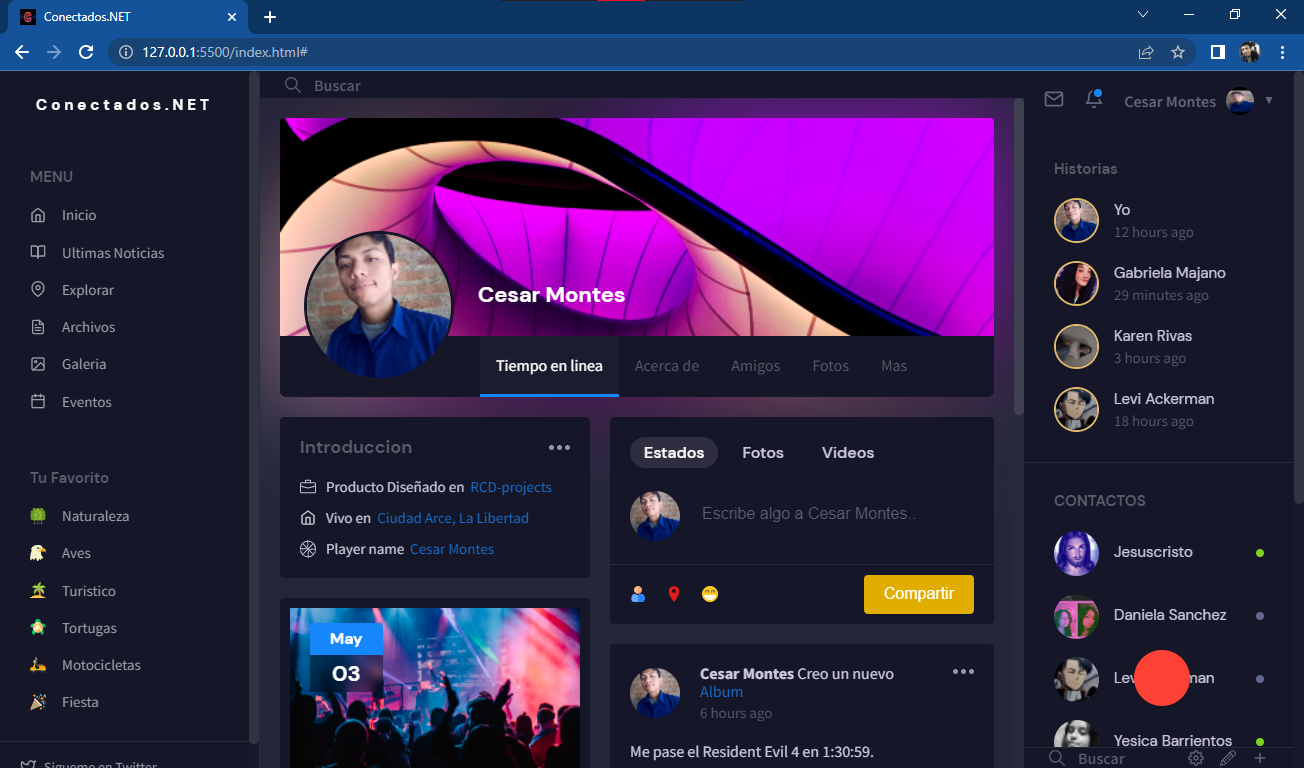 Conectados.NET
127.0.0.1:5500/index.html#
Conectados.NET
MENU
Inicio
Ultimas Noticias
Explorar
Archivos
Galeria
Eventos
Tu Favorito
Naturaleza
Aves
Turistico
Tortugas
Motocicletas
Fiesta
Sigueme en Twitter
Buscar
Cesar Montes
Tiempo en linea
Acerca de
Amigos
Fotos
Mas
Introduccion
Producto Diseñado en RCD-projects
Vivo en Ciudad Arce, La Libertad
Player name Cesar Montes
May
03
Estados
Fotos
Videos
Escribe algo a Cesar Montes..
Compartir
Cesar Montes Creo un nuevo
Album
6 hours ago
Me pase el Resident Evil 4 en 1:30:59.
Cesar Montes
Historias
Yo
12 hours ago
Gabriela Majano
29 minutes ago
Karen Rivas
3 hours ago
Levi Ackerman
18 hours ago
CONTACTOS
Jesuscristo
Daniela Sanchez
Yesica Barrientos
Buscar